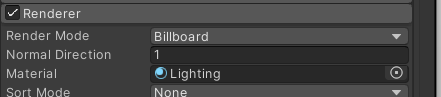 Renderer
Render Mode Billboard
Normal Direction 1
Material Lighting
Sort Mode None